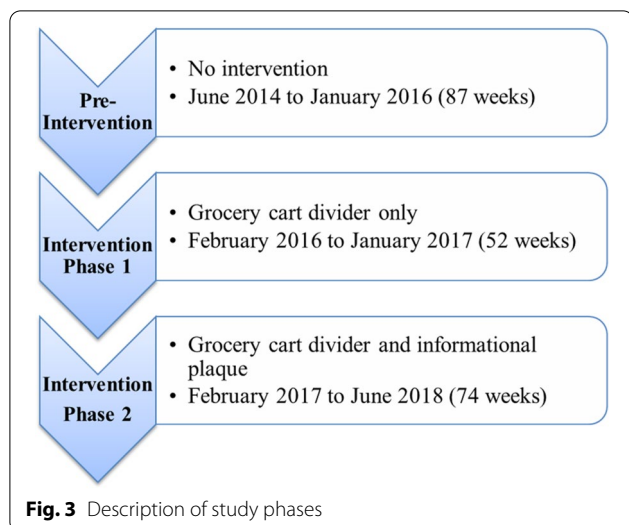 Pre-
Intervention
• No intervention
• June 2014 to January 2016 (87 weeks)
Intervention
Phase 1
• Grocery cart divider only
• February 2016 to January 2017 (52 weeks)
Intervention
Phase 2
• Grocery cart divider and informational
plaque
• February 2017 to June 2018 (74 weeks)
Fig. 3 Description of study phases